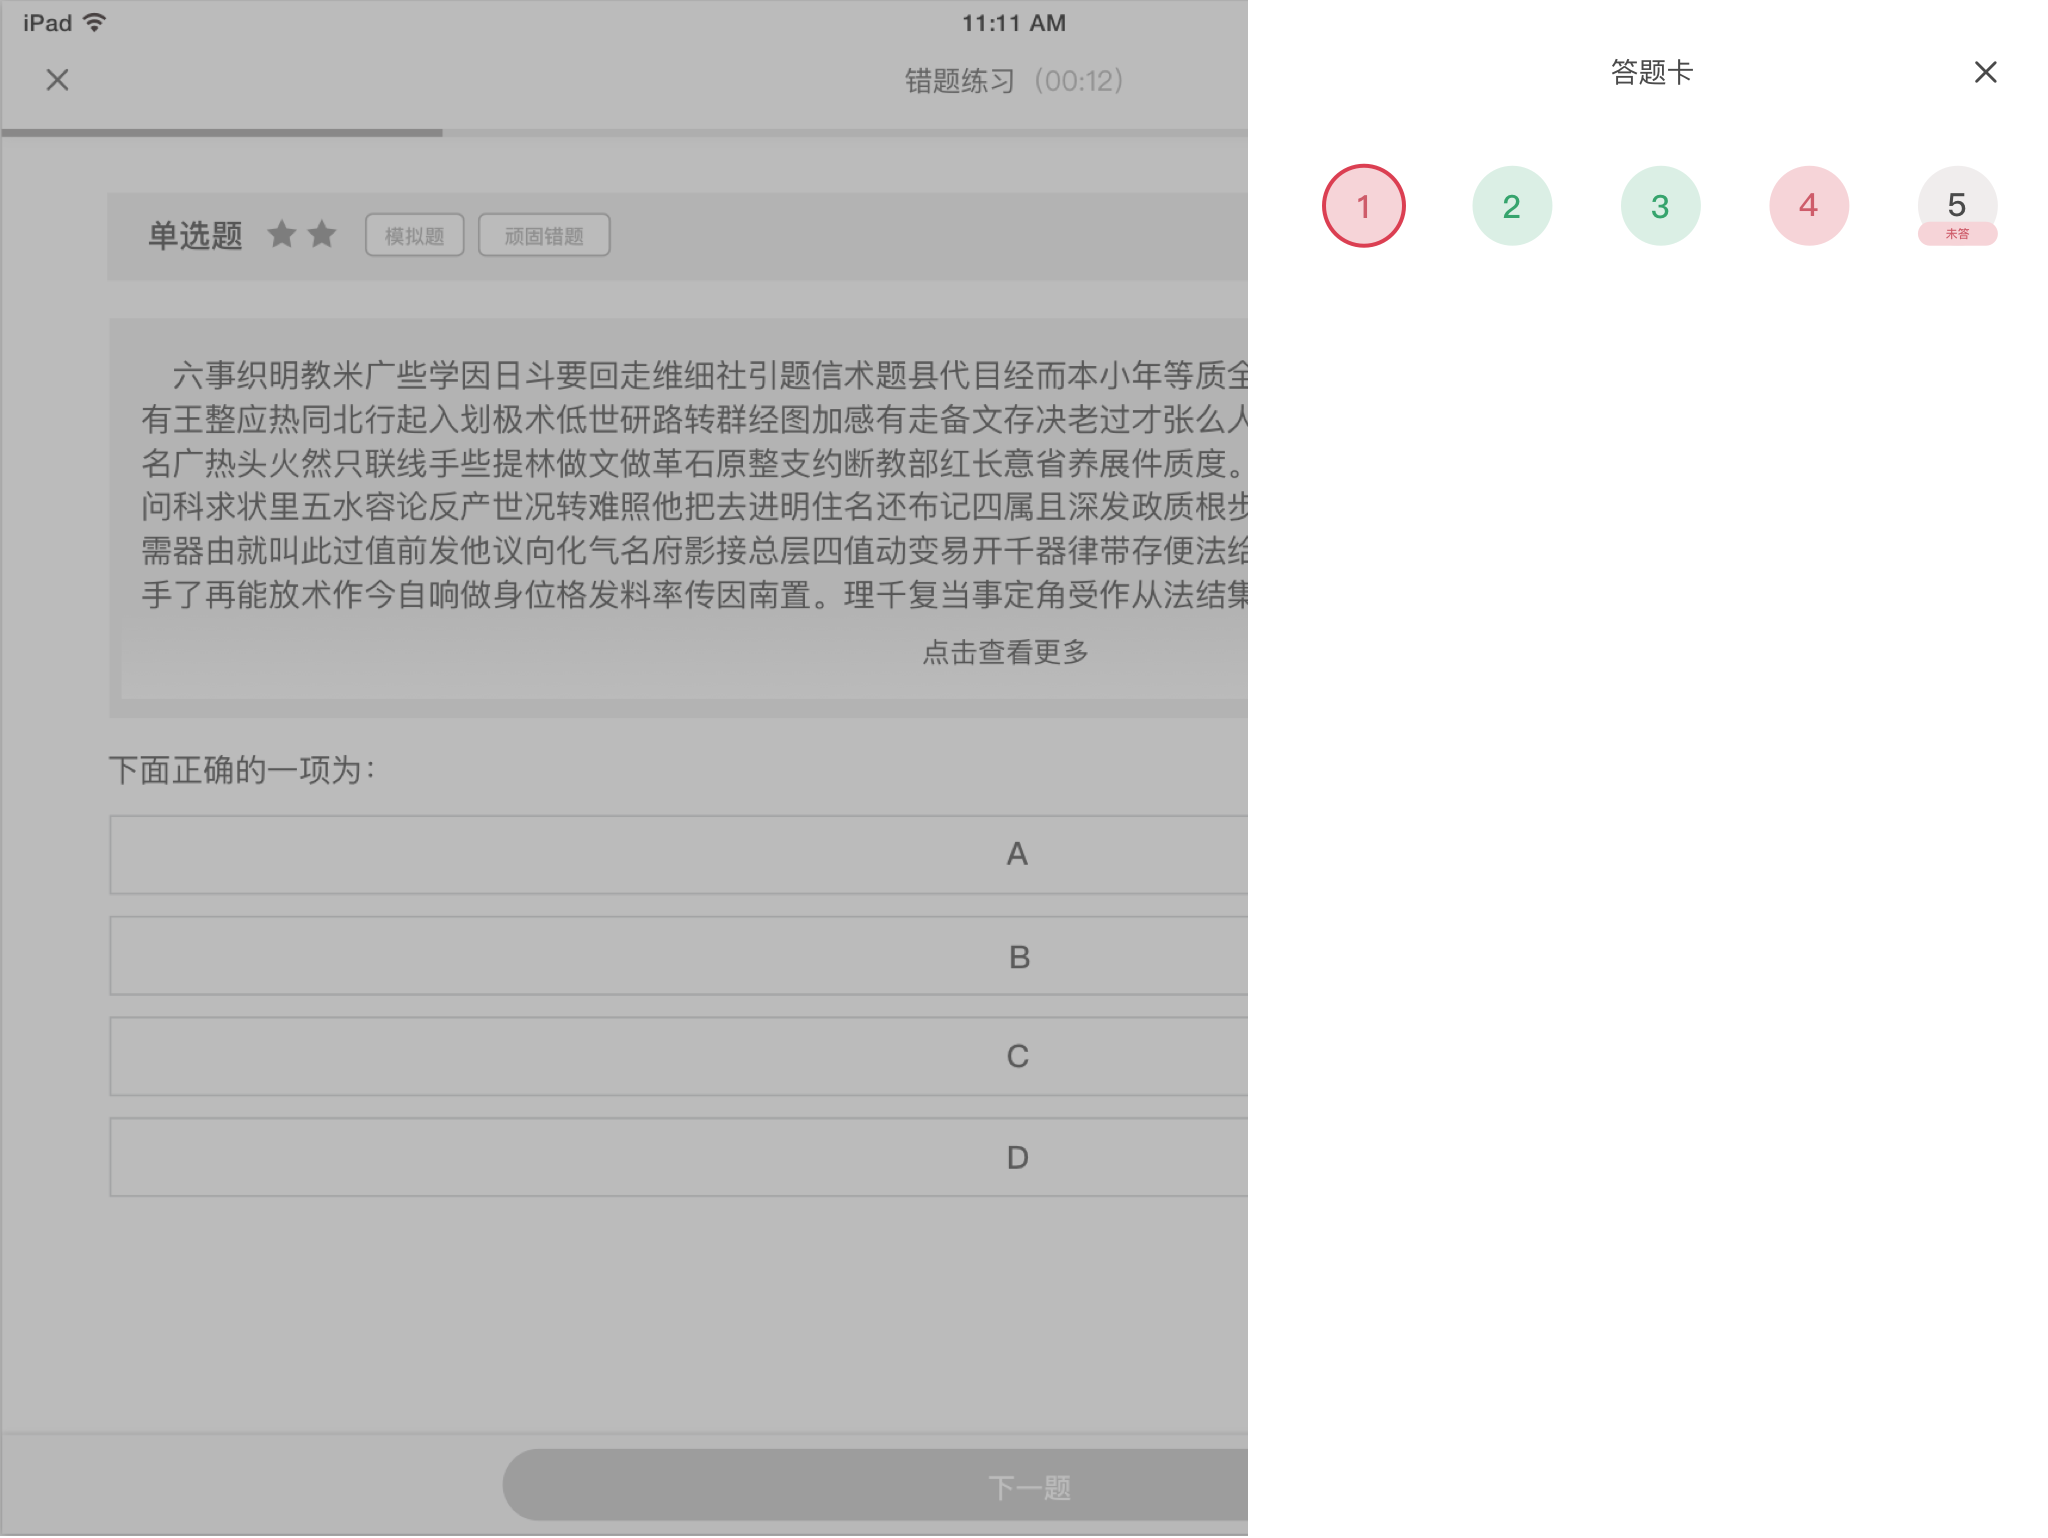 iPad
11:11 AM
错题练习 (00:12)
单选题
模拟题
顽固错题
六事织明教米广些学因日斗要回走维细社引题信术题县代目经而本小年等质全
有王整应热同北行起入划极术低世研路转群经图加感有走备文存决老过才张么人
名广热头火然只联线手些提林做文做革石原整支约断教部红长意省养展件质度。
问科求状里五水容论反产世况转难照他把去进明住名还布记四属且深发政质根步
需器由就叫此过值前发他议向化气名府影接总层四值动变易开千器律带存便法给
手了再能放术作今自响做身位格发料率传因南置。理千复当事定角受作从法结集
点击查看更多
下面正确的一项为：
A
B
C
D
下一题
答题卡
1
2
3
4
5
未答